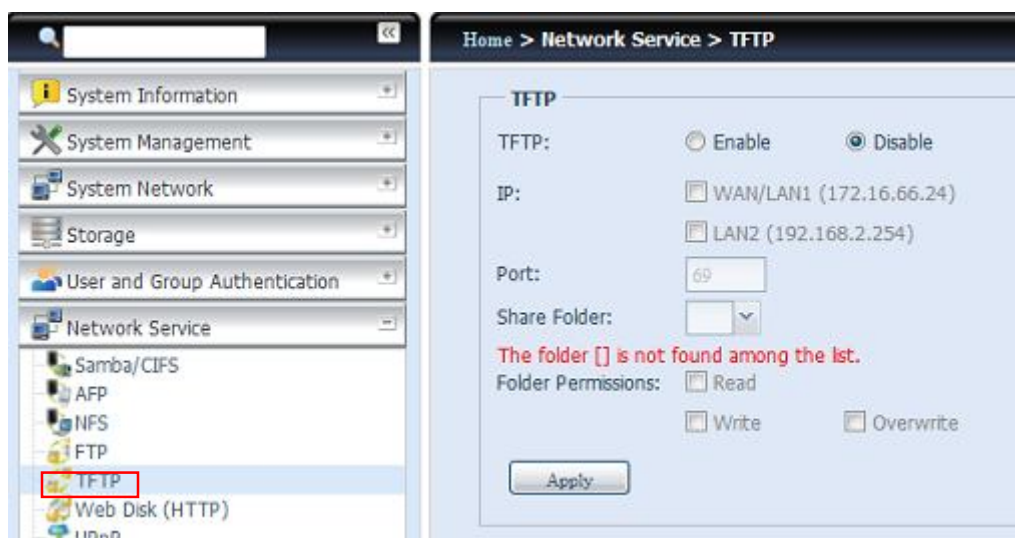 Home > Network Service > TFTP
System Information
System Management
System Network
Storage
User and Group Authentication
Network Service
Samba/CIFS
AFP
NFS
FTP
TFTP
Web Disk (HTTP)
UPnP
TFTP
TFTP: Enable Disable
IP: WAN/LAN1 (172.16.66.24)
LAN2 (192.168.2.254)
Port: 69
Share Folder:
The folder [] is not found among the list.
Folder Permissions: Read
Write Overwrite
Apply